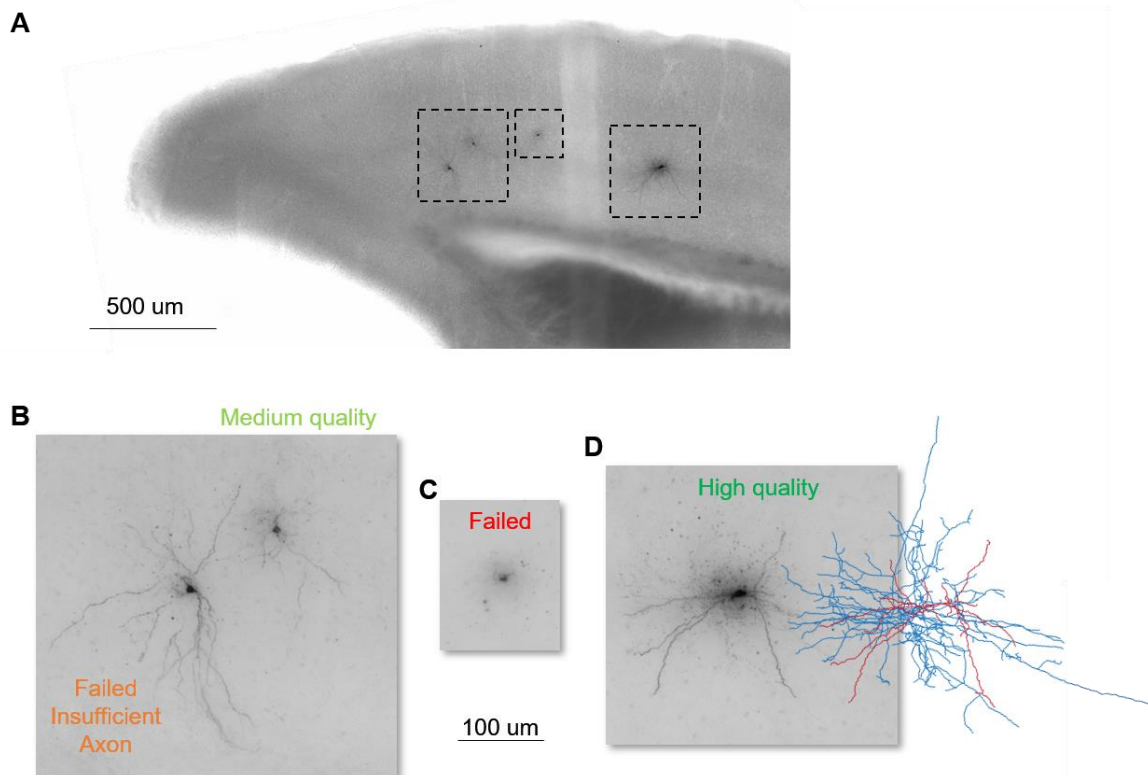 A
500 um
B
Medium quality
Failed
Insufficient
Axon
C
Failed
100 um
D
High quality